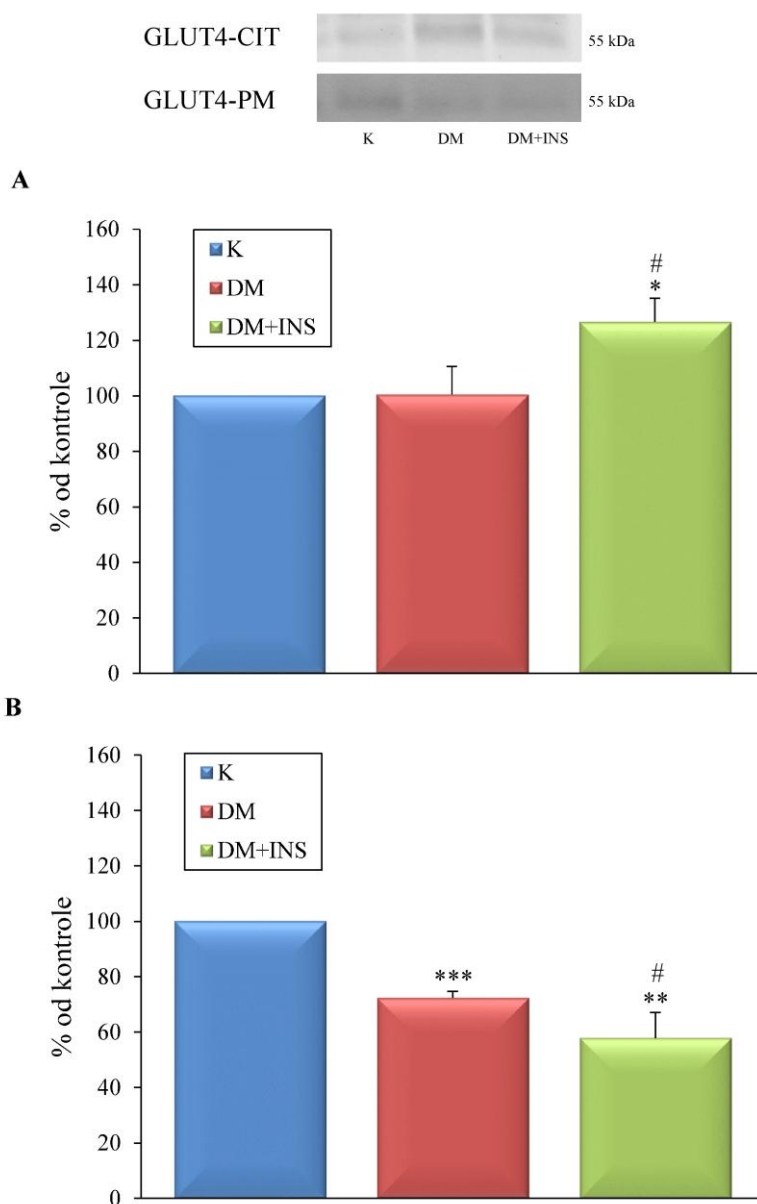 GLUT4-CIT 55 kDa
GLUT4-PM 55 kDa
K DM DM+INS
A
160
140
120
100
80
60
40
20
0
% od kontrole
K
DM
DM+INS
#
*
B
160
140
120
100
80
60
40
20
0
% od kontrole
K
DM
DM+INS
***
#
**